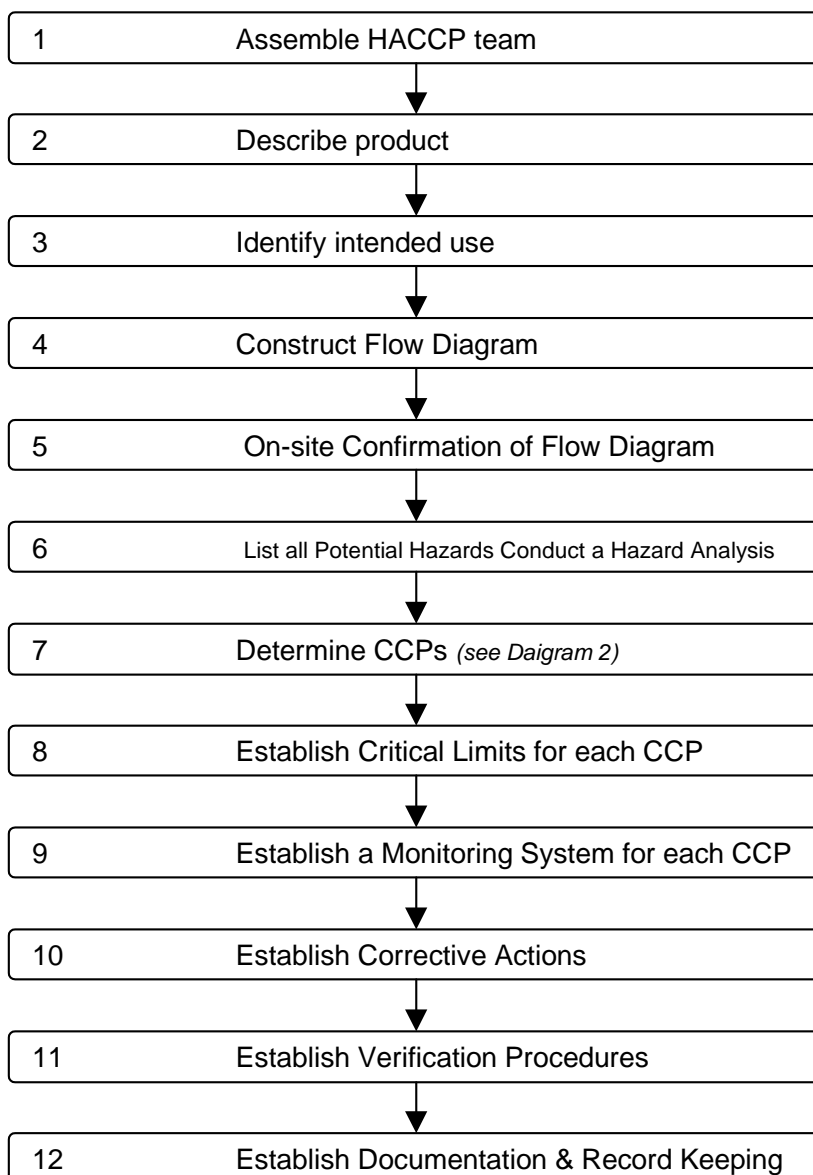 1 Assemble HACCP team
2 Describe product
3 Identify intended use
4 Construct Flow Diagram
5 On-site Confirmation of Flow Diagram
6 List all Potential Hazards Conduct a Hazard Analysis
7 Determine CCPs (see Daigram 2)
8 Establish Critical Limits for each CCP
9 Establish a Monitoring System for each CCP
10 Establish Corrective Actions
11 Establish Verification Procedures
12 Establish Documentation & Record Keeping